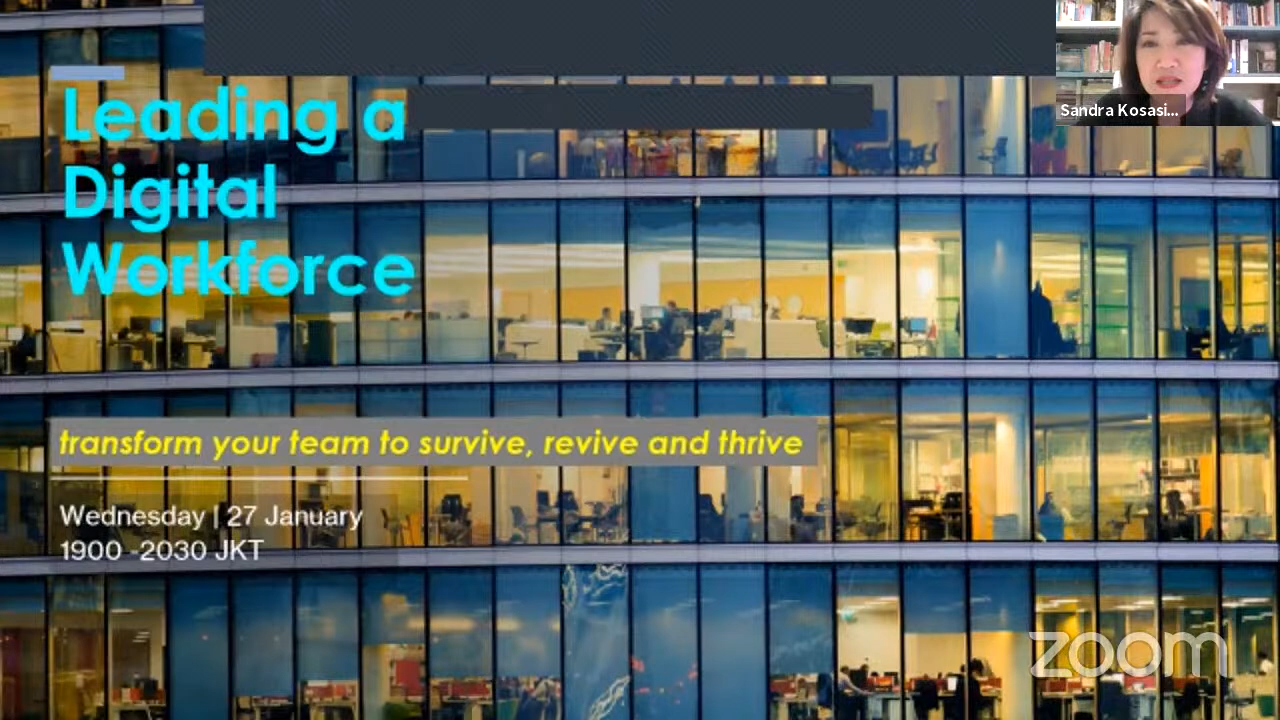 Leading a
Digital
Workforce
Sandra Kosasi...
transform your team to survive, revive and thrive
Wednesday | 27 January
1900 -2030 JKT
zoom